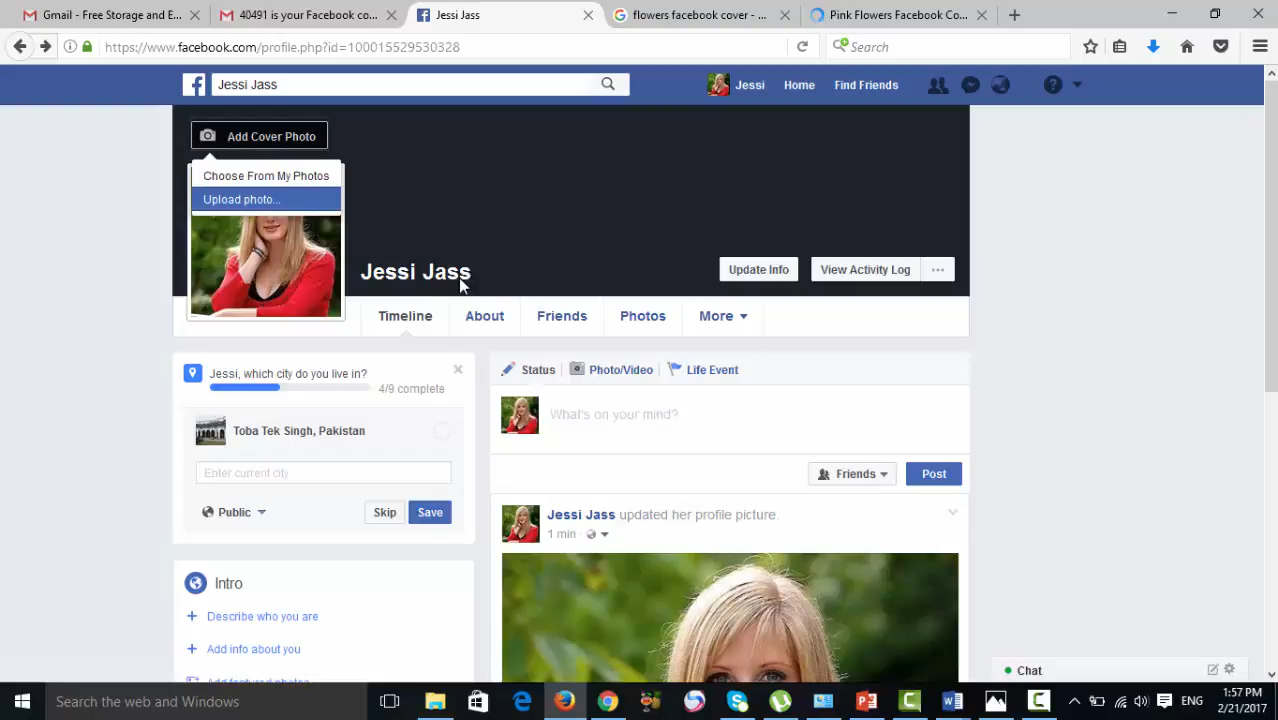 Gmail - Free Storage and E...
40491 is your Facebook co...
Jessi Jass
flowers facebook cover - ...
Pink Flowers Facebook Co...
https://www.facebook.com/profile.php?id=100015529530328
Search
Jessi Jass
Jessi
Home
Find Friends
Add Cover Photo
Choose From My Photos
Upload photo...
Jessi Jass
Update Info
View Activity Log
Timeline
About
Friends
Photos
More
Jessi, which city do you live in?
4/9 complete
Toba Tek Singh, Pakistan
Enter current city
Public
Skip
Save
Status
Photo/Video
Life Event
What's on your mind?
Friends
Post
Jessi Jass updated her profile picture.
1 min
Intro
Describe who you are
Add info about you
Add featured photos
Chat
Search the web and Windows
ENG
1:57 PM
2/21/2017